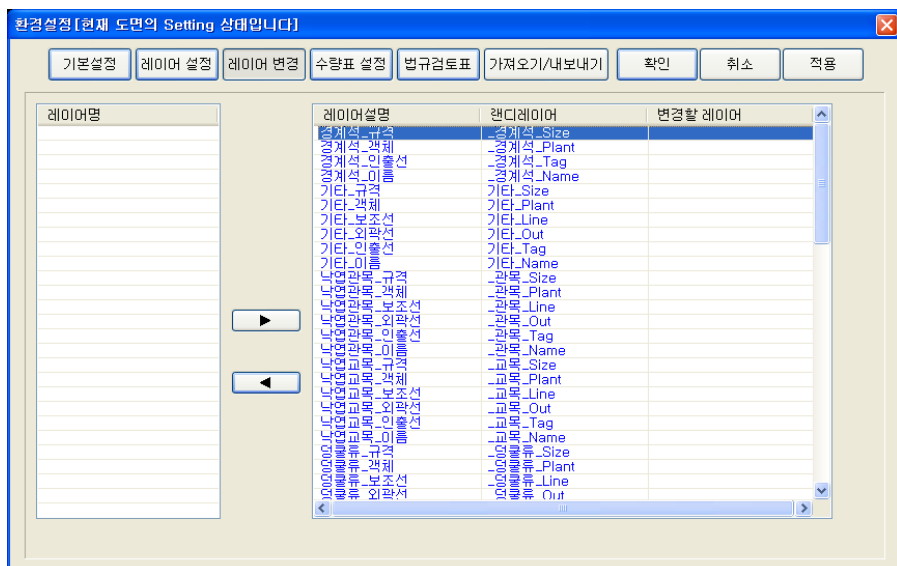 환경설정[현재 도면의 Setting 상태입니다]
기본설정 레이어 설정 레이어 변경 수량표 설정 법규검토표 가져오기/내보내기 확인 취소 적용
레이어명
레이어설명 랜디레이어 변경할 레이어
경계석_규격 _경계석_Size
경계석_객체 _경계석_Plant
경계석_인출선 _경계석_Tag
경계석_이름 _경계석_Name
기타_규격 기타_Size
기타_객체 기타_Plant
기타_보조선 기타_Line
기타_외곽선 기타_Out
기타_인출선 기타_Tag
기타_이름 기타_Name
낙엽관목_규격 _관목_Size
낙엽관목_객체 _관목_Plant
낙엽관목_보조선 _관목_Line
낙엽관목_외곽선 _관목_Out
낙엽관목_인출선 _관목_Tag
낙엽관목_이름 _관목_Name
낙엽교목_규격 _교목_Size
낙엽교목_객체 _교목_Plant
낙엽교목_보조선 _교목_Line
낙엽교목_외곽선 _교목_Out
낙엽교목_인출선 _교목_Tag
낙엽교목_이름 _교목_Name
덩쿨류_규격 _덩쿨류_Size
덩쿨류_객체 _덩쿨류_Plant
덩쿨류_보조선 _덩쿨류_Line
덩쿨류_외곽선 _덩쿨류_Out